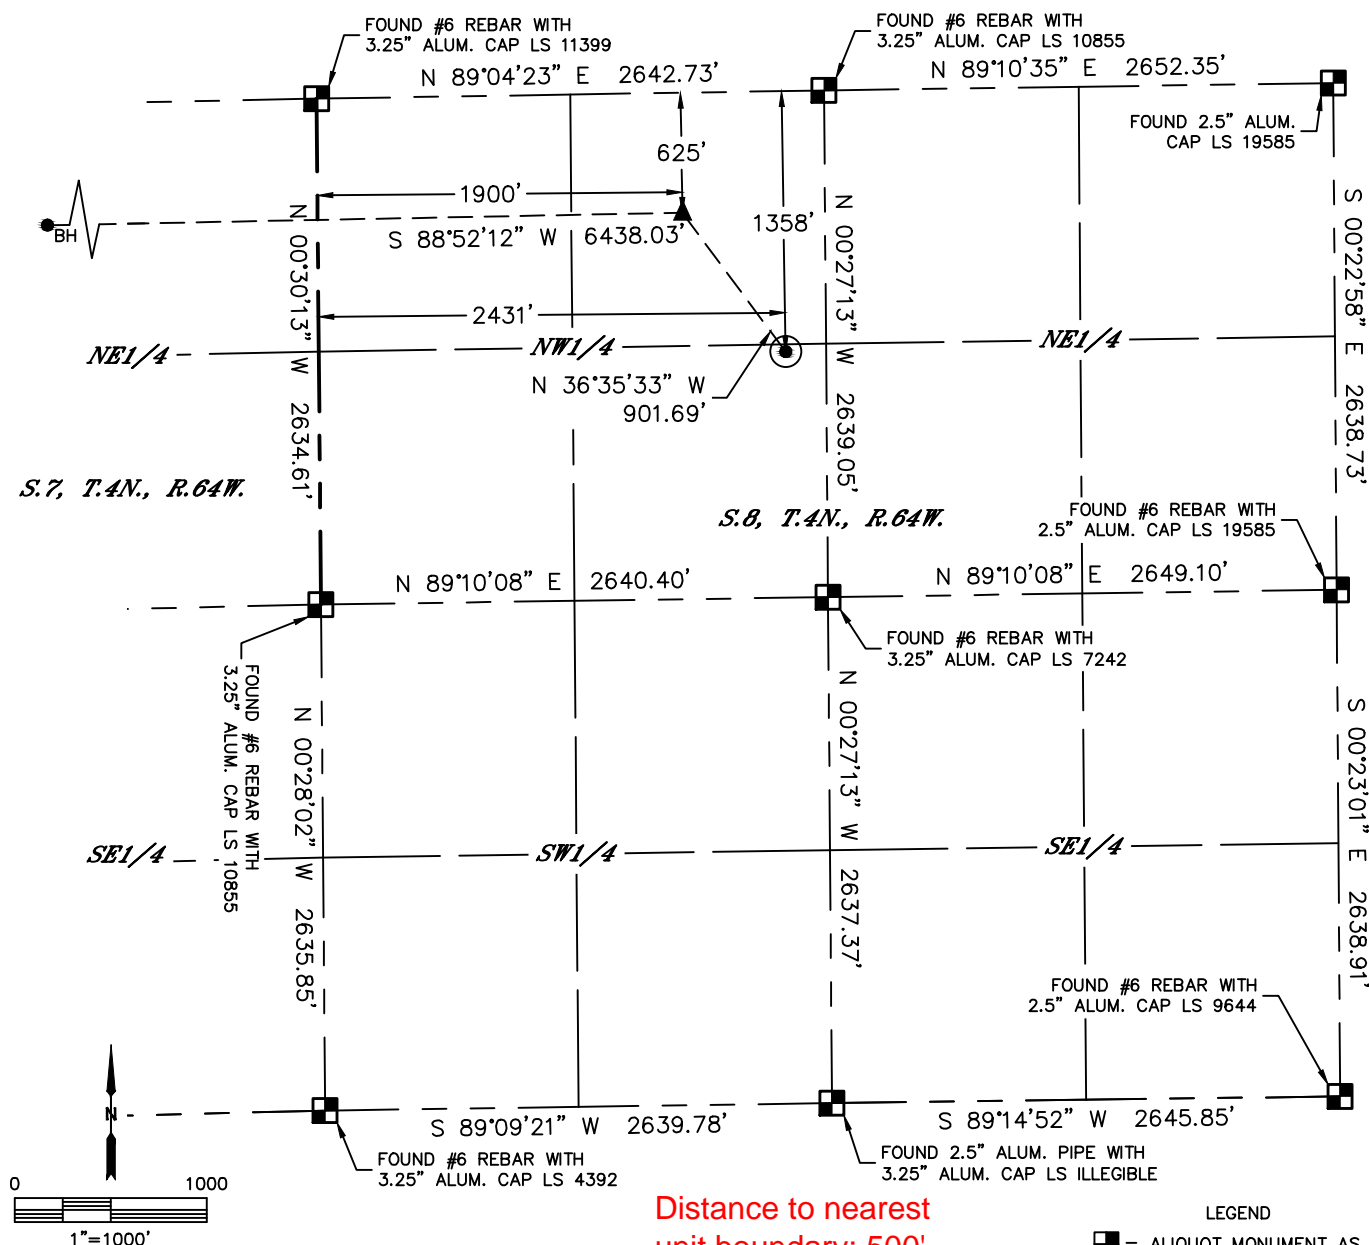 FOUND #6 REBAR WITH
3.25" ALUM. CAP LS 11399
FOUND #6 REBAR WITH
3.25" ALUM. CAP LS 10855
N 89°04'23" E 2642.73'
N 89°10'35" E 2652.35'
FOUND 2.5" ALUM.
CAP LS 19585
625'
1900'
1358'
BH
S 88°52'12" W 6438.03'
N 00°30'13" W 2634.61'
N 00°27'13" W 2639.05'
S 00°22'58" E 2638.73'
2431'
NE1/4
NW1/4
NE1/4
N 36°35'33" W
901.69'
S.7, T.4N., R.64W.
S.8, T.4N., R.64W.
FOUND #6 REBAR WITH
2.5" ALUM. CAP LS 19585
N 89°10'08" E 2640.40'
N 89°10'08" E 2649.10'
FOUND #6 REBAR WITH
3.25" ALUM. CAP LS 7242
FOUND #6 REBAR WITH
3.25" ALUM. CAP LS 10855
N 00°28'02" W 2635.85'
N 00°27'13" W 2637.37'
S 00°23'01" E 2638.91'
SE1/4
SW1/4
SE1/4
FOUND #6 REBAR WITH
2.5" ALUM. CAP LS 9644
N
S 89°09'21" W 2639.78'
S 89°14'52" W 2645.85'
FOUND #6 REBAR WITH
3.25" ALUM. CAP LS 4392
FOUND 2.5" ALUM. PIPE WITH
3.25" ALUM. CAP LS ILLEGIBLE
0 1000
1"=1000'
Distance to nearest
unit boundary: 500'
LEGEND
= ALIQUOT MONUMENT AS